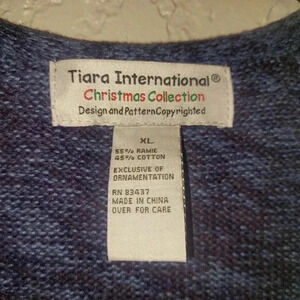 Tiara International®
Christmas Collection
Design and Pattern Copyrighted
XL
55% RAMIE
45% COTTON
EXCLUSIVE OF
ORNAMENTATION
RN 83437
MADE IN CHINA
OVER FOR CARE